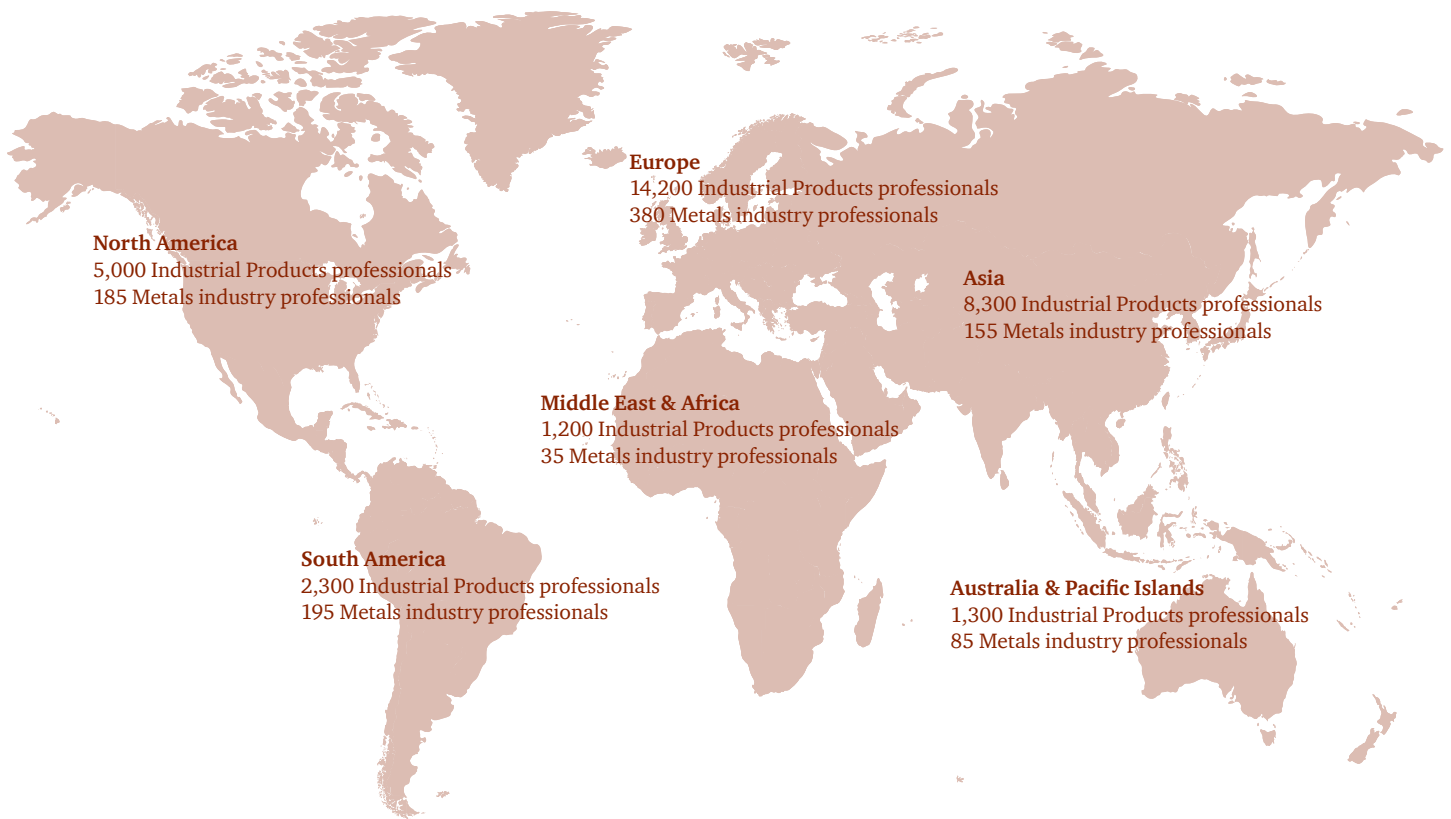 Europe
14,200 Industrial Products professionals
380 Metals industry professionals
North America
5,000 Industrial Products professionals
185 Metals industry professionals
Asia
8,300 Industrial Products professionals
155 Metals industry professionals
Middle East & Africa
1,200 Industrial Products professionals
35 Metals industry professionals
South America
2,300 Industrial Products professionals
195 Metals industry professionals
Australia & Pacific Islands
1,300 Industrial Products professionals
85 Metals industry professionals